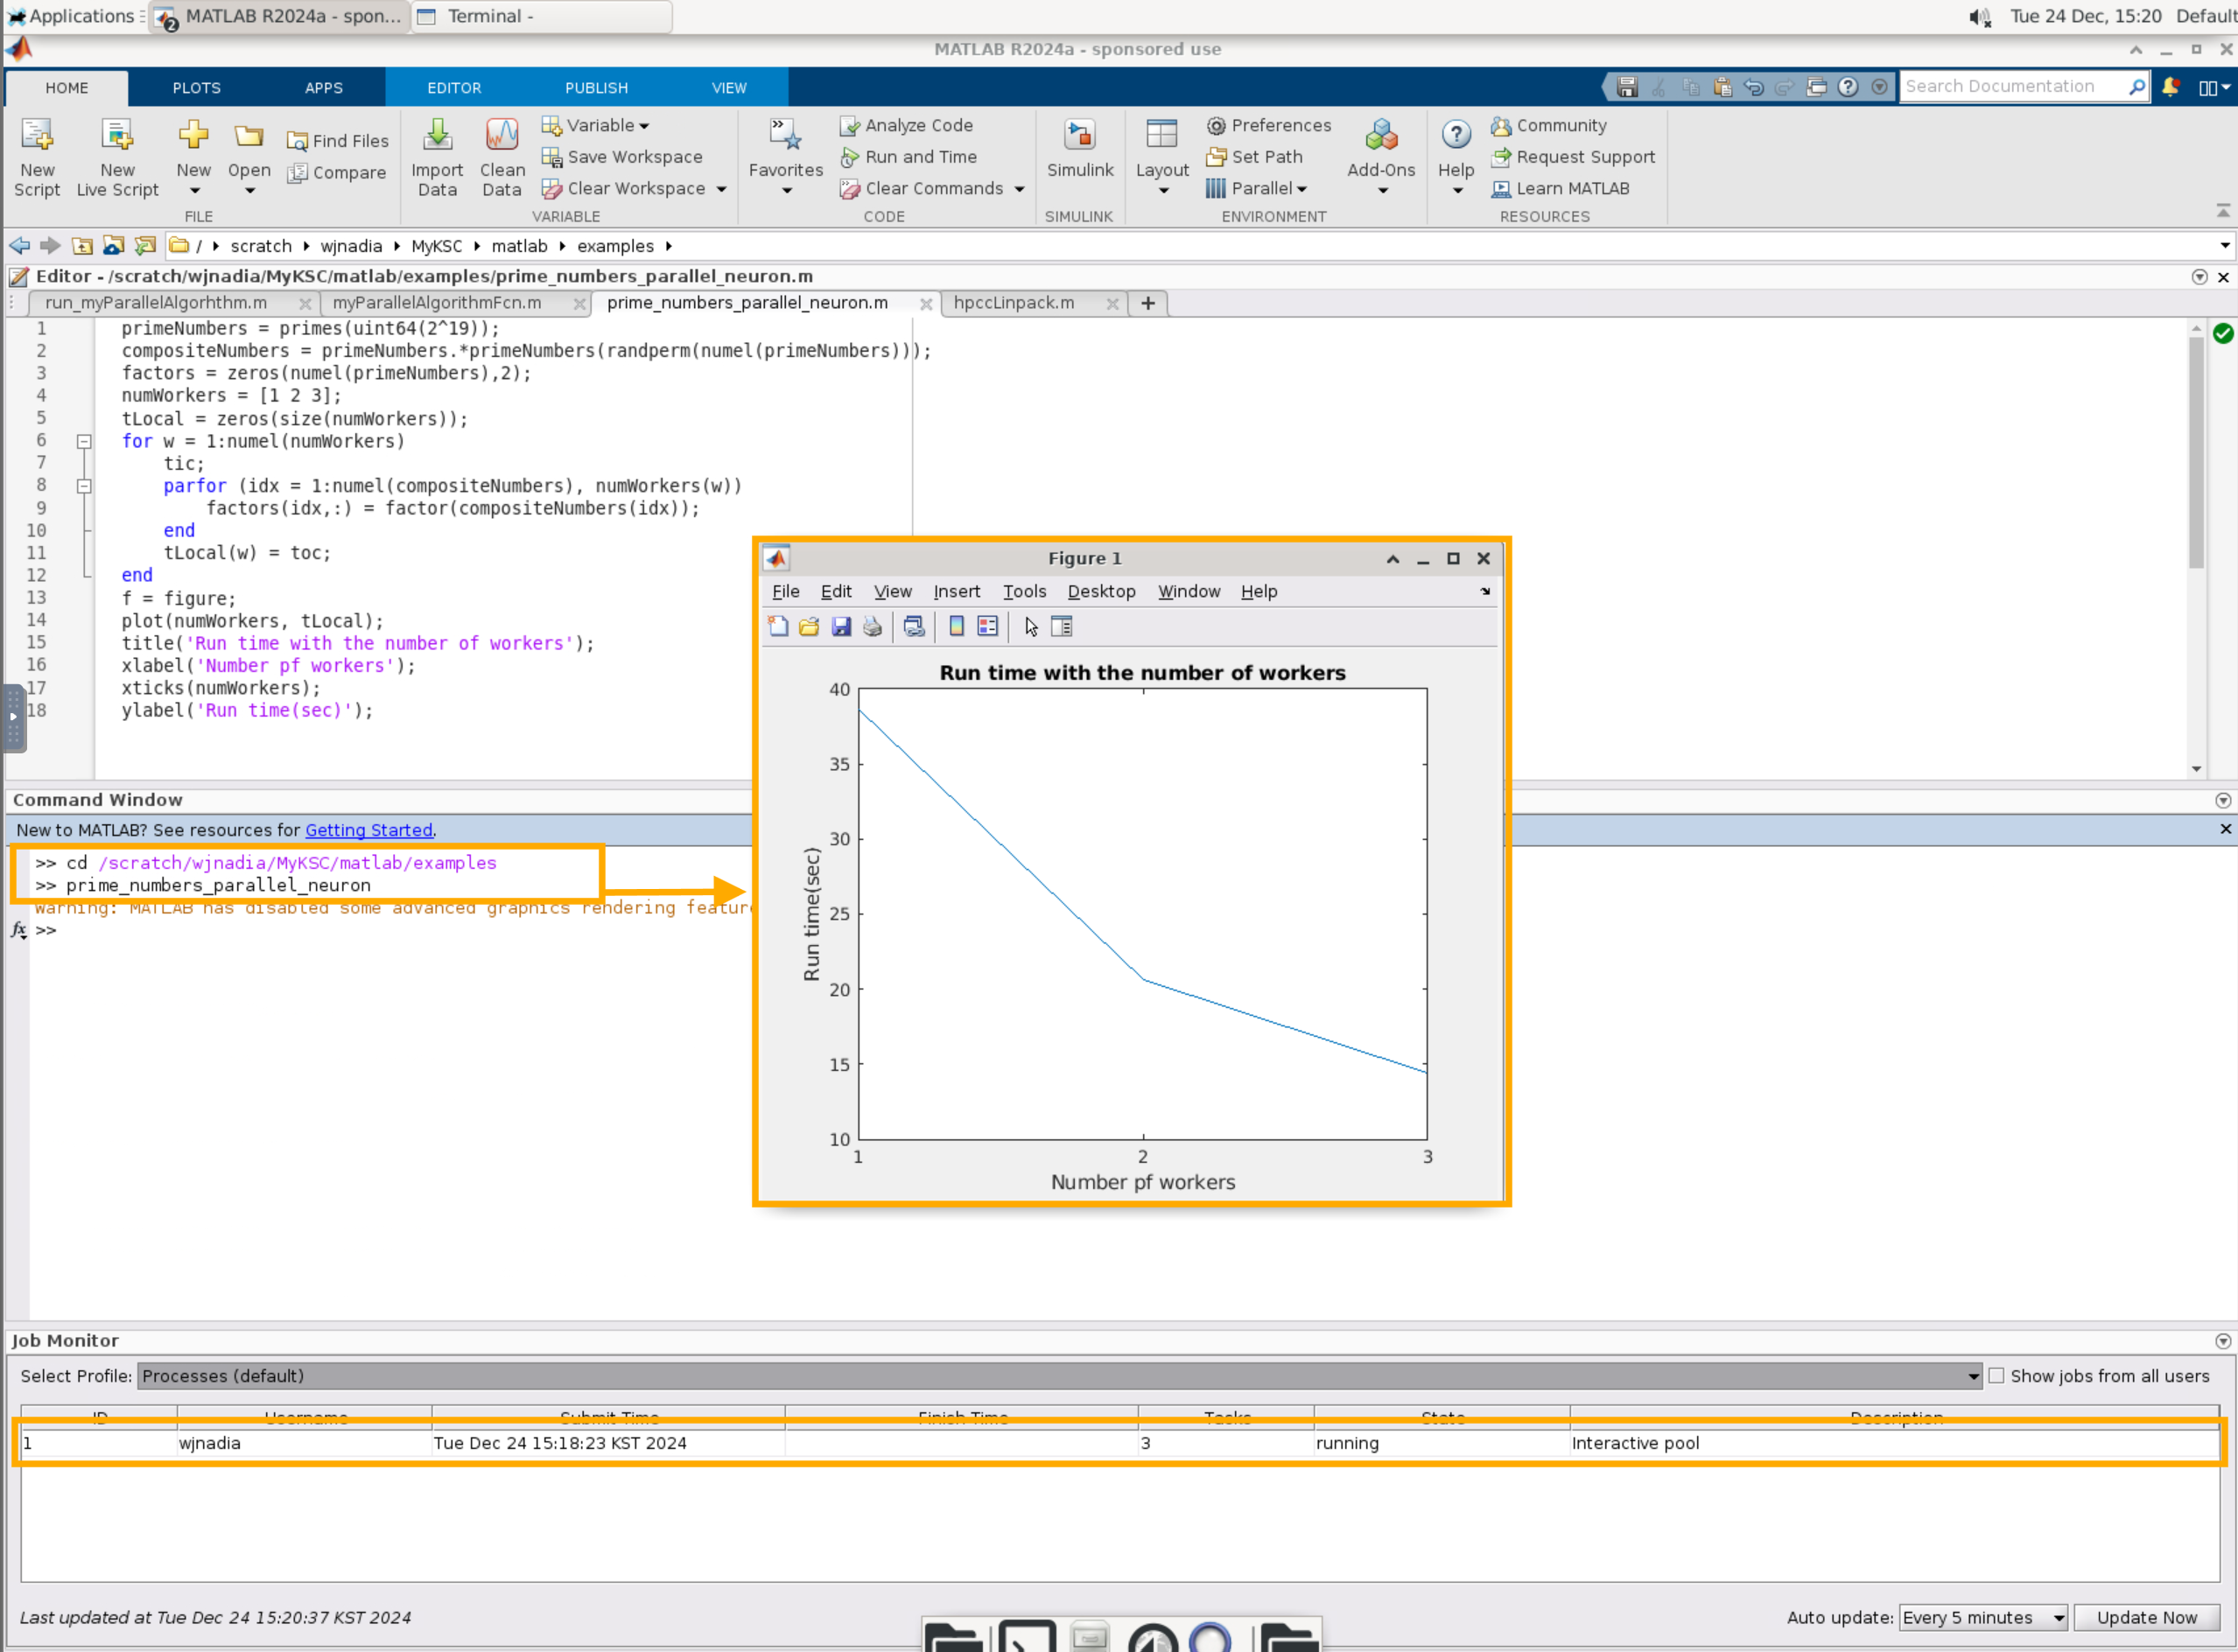 Applications
MATLAB R2024a - spon...
Terminal -
Tue 24 Dec, 15:20 Default
MATLAB R2024a - sponsored use
HOME PLOTS APPS EDITOR PUBLISH VIEW
Search Documentation
New Script
New Live Script
New
Open
Find Files
Compare
Import Data
Clean Data
Variable
Save Workspace
Clear Workspace
Favorites
Analyze Code
Run and Time
Clear Commands
Simulink
Layout
Preferences
Set Path
Parallel
Add-Ons
Help
Community
Request Support
Learn MATLAB
FILE VARIABLE CODE SIMULINK ENVIRONMENT RESOURCES
/ scratch wjnadia MyKSC matlab examples
Editor - /scratch/wjnadia/MyKSC/matlab/examples/prime_numbers_parallel_neuron.m
run_myParallelAlgorhthm.m myParallelAlgorithmFcn.m prime_numbers_parallel_neuron.m hpccLinpack.m +
1 primeNumbers = primes(uint64(2^19));
2 compositeNumbers = primeNumbers.*primeNumbers(randperm(numel(primeNumbers)));
3 factors = zeros(numel(primeNumbers),2);
4 numWorkers = [1 2 3];
5 tLocal = zeros(size(numWorkers));
6 for w = 1:numel(numWorkers)
7 tic;
8 parfor (idx = 1:numel(compositeNumbers), numWorkers(w))
9 factors(idx,:) = factor(compositeNumbers(idx));
10 end
11 tLocal(w) = toc;
12 end
13 f = figure;
14 plot(numWorkers, tLocal);
15 title('Run time with the number of workers');
16 xlabel('Number pf workers');
17 xticks(numWorkers);
18 ylabel('Run time(sec)');
Command Window
New to MATLAB? See resources for Getting Started.
>> cd /scratch/wjnadia/MyKSC/matlab/examples
>> prime_numbers_parallel_neuron
Warning: MATLAB has disabled some advanced graphics rendering featur
fx >>
Figure 1
File Edit View Insert Tools Desktop Window Help
Run time with the number of workers
40
35
30
25
20
15
10
Run time(sec)
1 2 3
Number pf workers
Job Monitor
Select Profile: Processes (default)
Show jobs from all users
ID Username Submit Time Finish Time Tasks State Description
1 wjnadia Tue Dec 24 15:18:23 KST 2024 3 running Interactive pool
Last updated at Tue Dec 24 15:20:37 KST 2024
Auto update: Every 5 minutes
Update Now